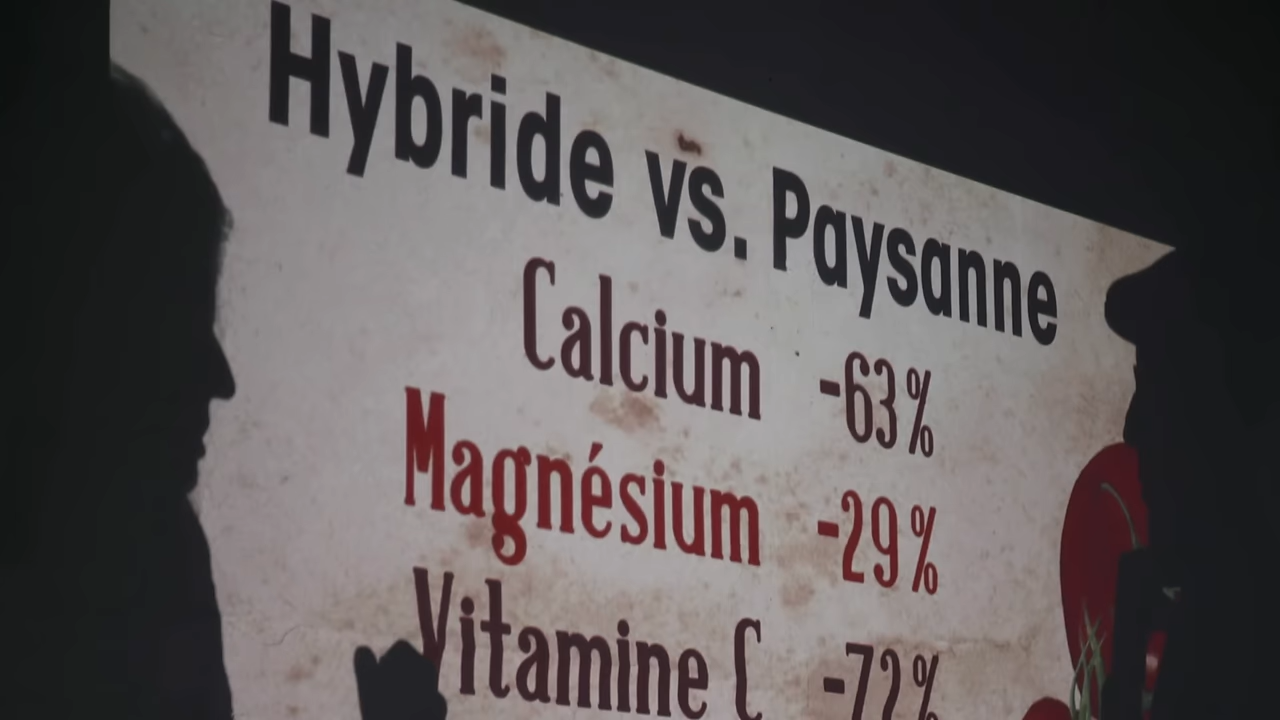 Hybride vs. Paysanne
Calcium -63%
Magnésium -29%
Vitamine C -72%